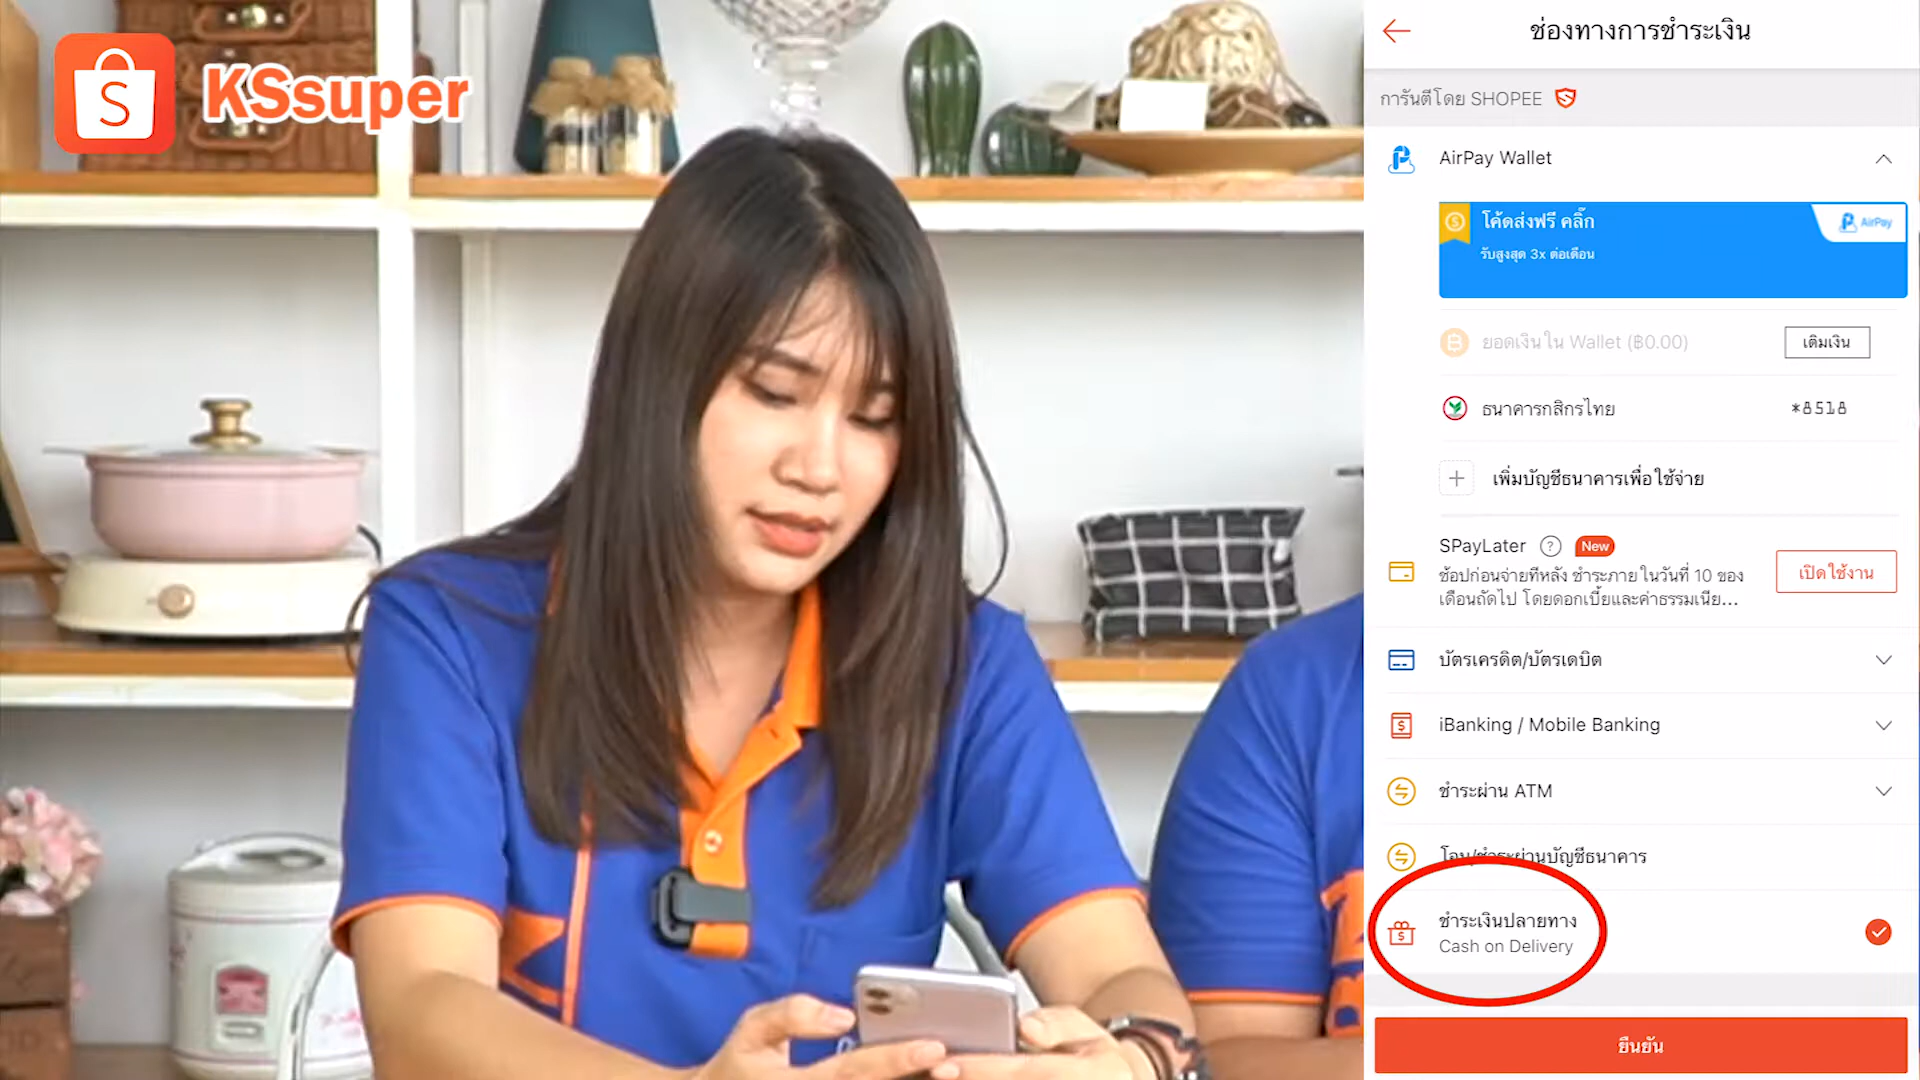 S
KSsuper
ช่องทางการชำระเงิน
การันตีโดย SHOPEE
AirPay Wallet
โค้ดส่งฟรี คลิ๊ก
AirPay
รับสูงสุด 3x ต่อเดือน
ยอดเงินใน Wallet (฿0.00)
เติมเงิน
ธนาคารกสิกรไทย
*8518
เพิ่มบัญชีธนาคารเพื่อใช้จ่าย
SPayLater ? New
ช้อปก่อนจ่ายทีหลัง ชำระภายในวันที่ 10 ของ
เดือนถัดไป โดยดอกเบี้ยและค่าธรรมเนีย...
เปิดใช้งาน
บัตรเครดิต/บัตรเดบิต
iBanking / Mobile Banking
ชำระผ่าน ATM
โอน/ชำระผ่านบัญชีธนาคาร
ชำระเงินปลายทาง
Cash on Delivery
ยืนยัน